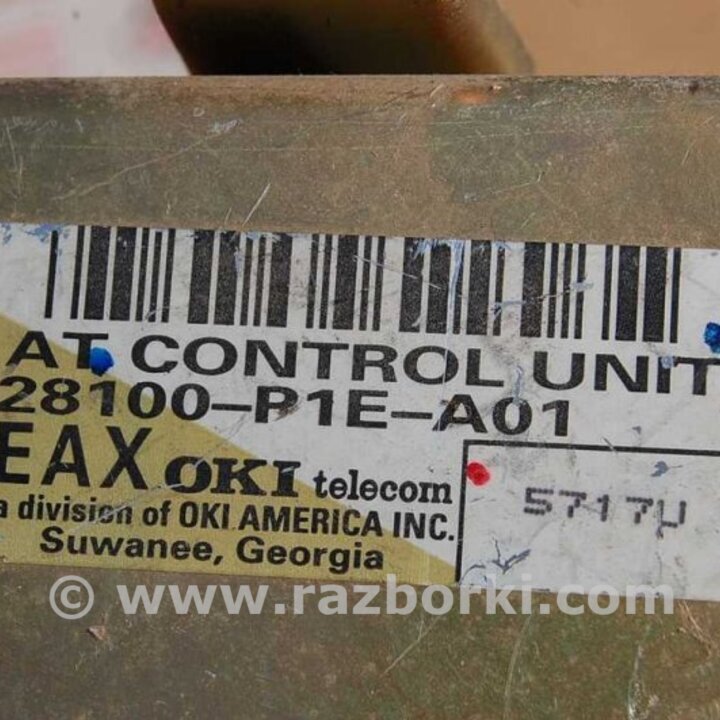 AT CONTROL UNIT
28100-P1E-A01
EAX OKI telecom
a division of OKI AMERICA INC.
Suwanee, Georgia
5717µ
© www.razborki.com